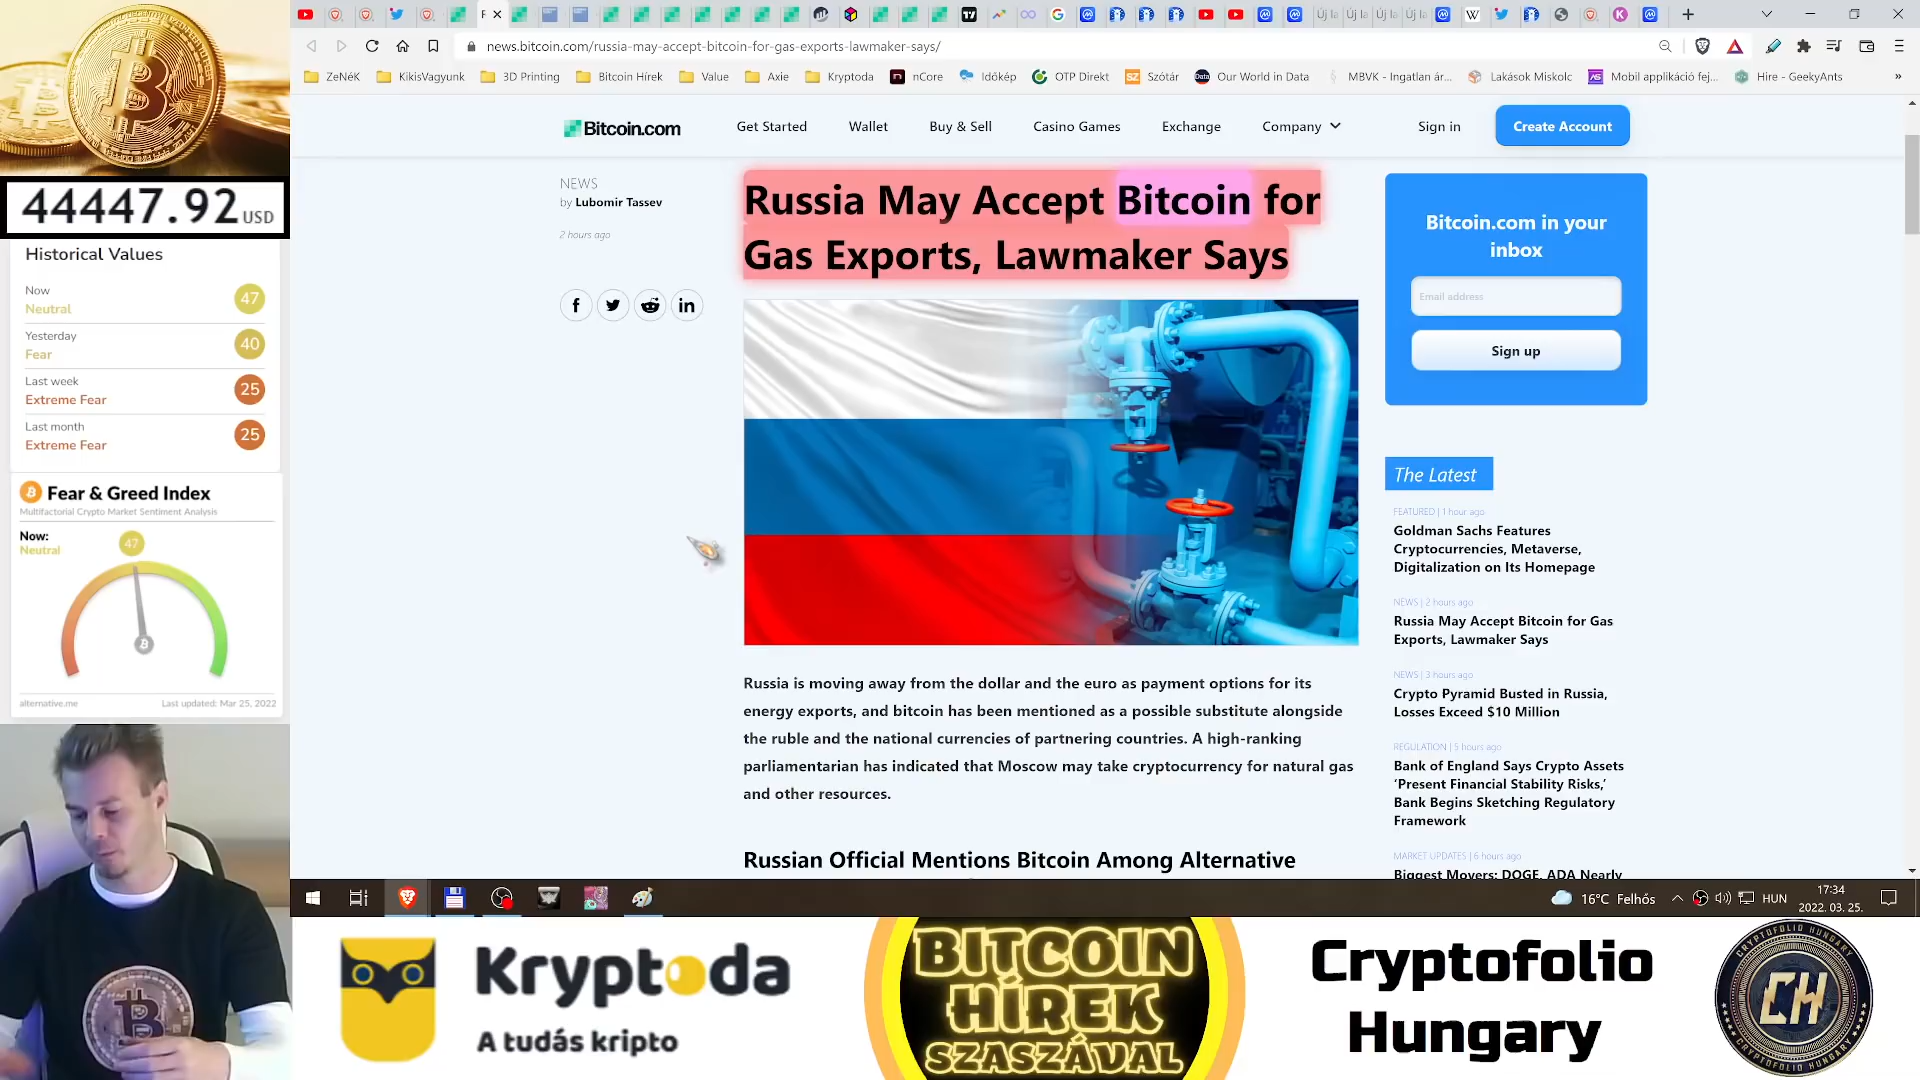 44447.92 USD
Historical Values
Now
Neutral
47
Yesterday
Fear
40
Last week
Extreme Fear
25
Last month
Extreme Fear
25
Fear & Greed Index
Multifactorial Crypto Market Sentiment Analysis
Now:
Neutral
47
alternative.me
Last updated: Mar 25, 2022
news.bitcoin.com/russia-may-accept-bitcoin-for-gas-exports-lawmaker-says/
ZeNéK
KikisVagyunk
3D Printing
Bitcoin Hírek
Value
Axie
Kryptoda
nCore
Időkép
OTP Direkt
Szótár
Our World in Data
MBVK - Ingatlan ár...
Lakások Miskolc
Mobil applikáció fej...
Hire - GeekyAnts
Bitcoin.com
Get Started
Wallet
Buy & Sell
Casino Games
Exchange
Company
Sign in
Create Account
NEWS
by Lubomir Tassev
2 hours ago
Russia May Accept Bitcoin for
Gas Exports, Lawmaker Says
Russia is moving away from the dollar and the euro as payment options for its
energy exports, and bitcoin has been mentioned as a possible substitute alongside
the ruble and the national currencies of partnering countries. A high-ranking
parliamentarian has indicated that Moscow may take cryptocurrency for natural gas
and other resources.
Russian Official Mentions Bitcoin Among Alternative
Bitcoin.com in your
inbox
Email address
Sign up
The Latest
FEATURED | 1 hour ago
Goldman Sachs Features
Cryptocurrencies, Metaverse,
Digitalization on Its Homepage
NEWS | 2 hours ago
Russia May Accept Bitcoin for Gas
Exports, Lawmaker Says
NEWS | 3 hours ago
Crypto Pyramid Busted in Russia,
Losses Exceed $10 Million
REGULATION | 5 hours ago
Bank of England Says Crypto Assets
‘Present Financial Stability Risks,’
Bank Begins Sketching Regulatory
Framework
MARKET UPDATES | 6 hours ago
Biggest Movers: DOGE, ADA Nearly
16°C Felhős
HUN
17:34
2022. 03. 25.
Kryptoda
A tudás kripto
BITCOIN
HÍREK
SZASZÁVAL
Cryptofolio
Hungary
CRYPTOFOLIO HUNGARY
CH
CRYPTOFOLIO HUNGARY